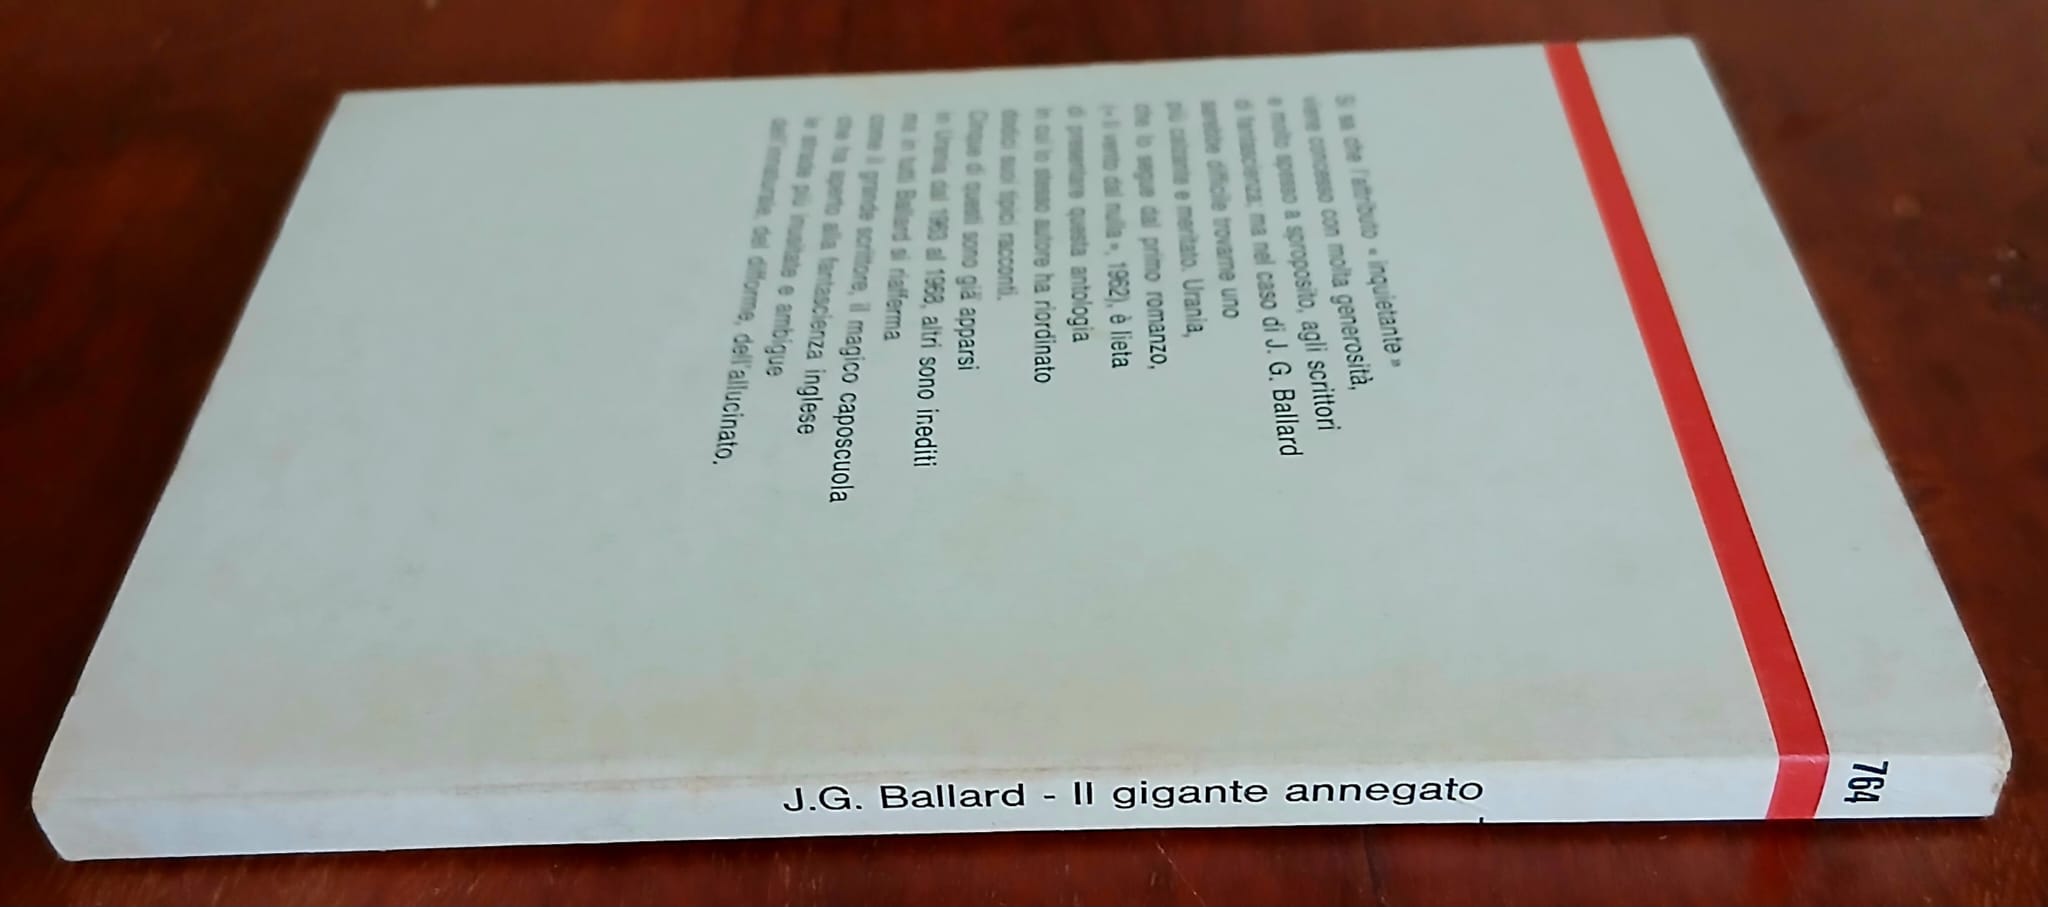 Si sa che l'attributo « inquietante »
viene concesso con molta generosità,
e molto spesso a sproposito, agli scrittori
di fantascienza; ma nel caso di J. G. Ballard
sarebbe difficile trovarne uno
più calzante e meritato. Urania,
che lo segue dal primo romanzo,
(« Il vento dal nulla », 1962), è lieta
di presentare questa antologia
in cui lo stesso autore ha riordinato
dodici suoi tipici racconti.
Cinque di questi sono già apparsi
in Urania dal 1963 al 1968, altri sono inediti
ma in tutti Ballard si riafferma
come il grande scrittore, il magico caposcuola
che ha aperto alla fantascienza inglese
le strade più inusitate e ambigue
dell'innaturale, del difforme, dell'allucinato.
J.G. Ballard - Il gigante annegato
764